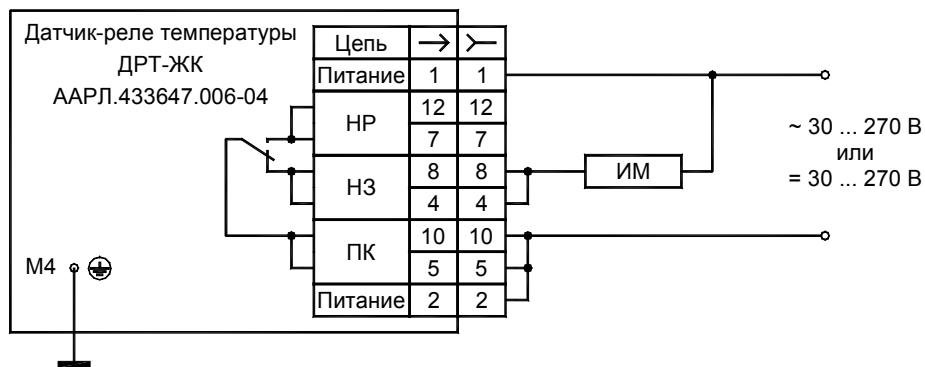 Датчик-реле температуры
ДРТ-ЖК
ААРЛ.433647.006-04
Цепь
Питание 1 1
НР 12 12
7 7
НЗ 8 8
4 4
ПК 10 10
5 5
Питание 2 2
ИМ
~ 30 ... 270 В
или
= 30 ... 270 В
М4